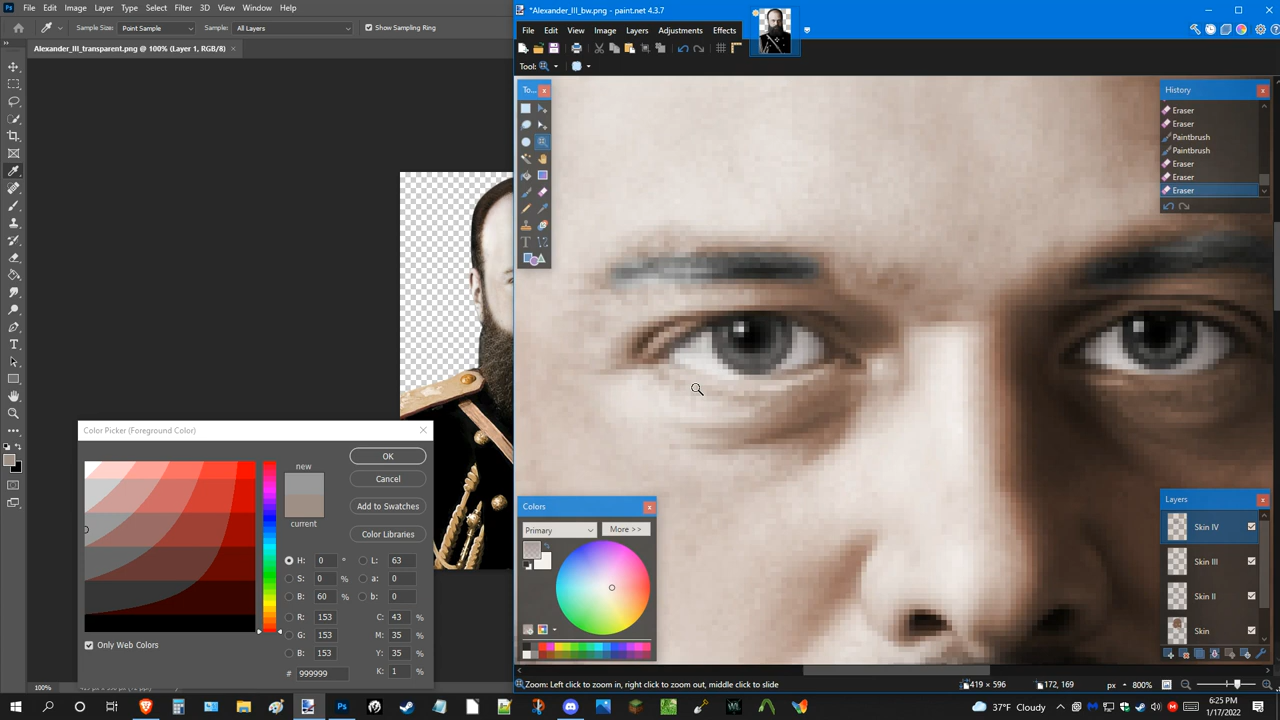 File Edit Image Layer Type Select Filter 3D View Window Help
Sample Size: Point Sample Sample: All Layers Show Sampling Ring
Alexander_III_transparent.png @ 100% (Layer 1, RGB/8) ×
Color Picker (Foreground Color)
new
current
OK
Cancel
Add to Swatches
Color Libraries
H: 0 °
S: 0 %
B: 60 %
R: 153
G: 153
B: 153
# 999999
L: 63
a: 0
b: 0
C: 43 %
M: 35 %
Y: 35 %
K: 1 %
Only Web Colors
100%
*Alexander_III_bw.png - paint.net 4.3.7
File Edit View Image Layers Adjustments Effects
Tool:
To...
History
Eraser
Eraser
Paintbrush
Paintbrush
Eraser
Eraser
Eraser
Colors
Primary
More >>
Layers
Skin IV
Skin III
Skin II
Skin
Zoom: Left click to zoom in, right click to zoom out, middle click to slide
419 × 596
172, 169
px
800%
37°F Cloudy
6:25 PM
1/17/2022